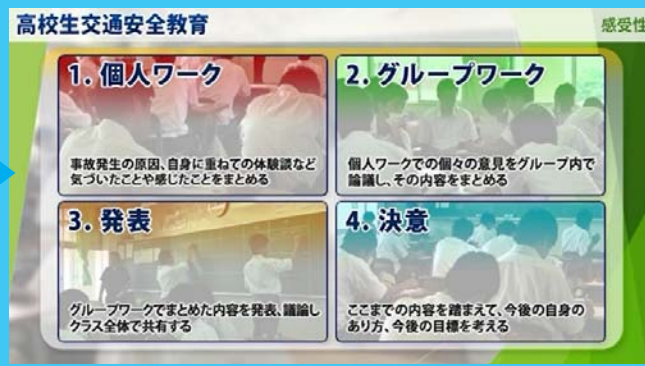 高校生交通安全教育
感受性
1. 個人ワーク
事故発生の原因、自身に重ねての体験談など
気づいたことや感じたことをまとめる
2. グループワーク
個人ワークでの個々の意見をグループ内で
論議し、その内容をまとめる
3. 発表
グループワークでまとめた内容を発表、議論し
クラス全体で共有する
4. 決意
ここまでの内容を踏まえて、今後の自身の
あり方、今後の目標を考える